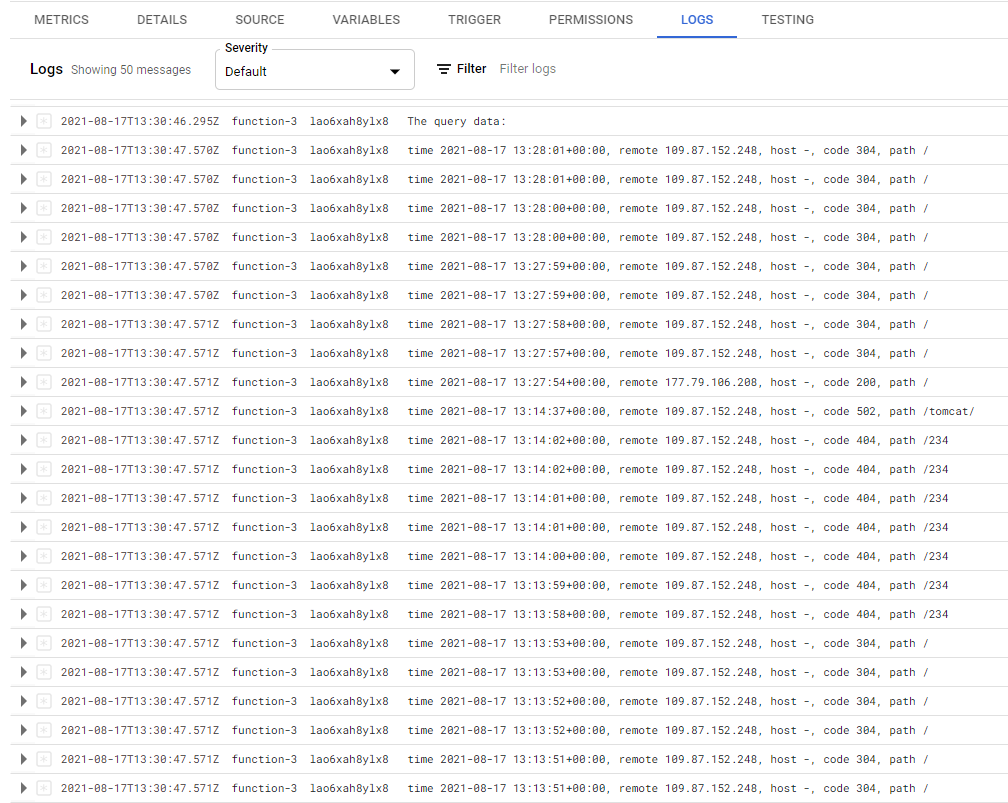 METRICS DETAILS SOURCE VARIABLES TRIGGER PERMISSIONS LOGS TESTING
Severity
Logs Showing 50 messages Default Filter Filter logs
2021-08-17T13:30:46.295Z function-3 lao6xah8ylx8 The query data:
2021-08-17T13:30:47.570Z function-3 lao6xah8ylx8 time 2021-08-17 13:28:01+00:00, remote 109.87.152.248, host -, code 304, path /
2021-08-17T13:30:47.570Z function-3 lao6xah8ylx8 time 2021-08-17 13:28:01+00:00, remote 109.87.152.248, host -, code 304, path /
2021-08-17T13:30:47.570Z function-3 lao6xah8ylx8 time 2021-08-17 13:28:00+00:00, remote 109.87.152.248, host -, code 304, path /
2021-08-17T13:30:47.570Z function-3 lao6xah8ylx8 time 2021-08-17 13:28:00+00:00, remote 109.87.152.248, host -, code 304, path /
2021-08-17T13:30:47.570Z function-3 lao6xah8ylx8 time 2021-08-17 13:27:59+00:00, remote 109.87.152.248, host -, code 304, path /
2021-08-17T13:30:47.570Z function-3 lao6xah8ylx8 time 2021-08-17 13:27:59+00:00, remote 109.87.152.248, host -, code 304, path /
2021-08-17T13:30:47.571Z function-3 lao6xah8ylx8 time 2021-08-17 13:27:58+00:00, remote 109.87.152.248, host -, code 304, path /
2021-08-17T13:30:47.571Z function-3 lao6xah8ylx8 time 2021-08-17 13:27:57+00:00, remote 109.87.152.248, host -, code 304, path /
2021-08-17T13:30:47.571Z function-3 lao6xah8ylx8 time 2021-08-17 13:27:54+00:00, remote 177.79.106.208, host -, code 200, path /
2021-08-17T13:30:47.571Z function-3 lao6xah8ylx8 time 2021-08-17 13:14:37+00:00, remote 109.87.152.248, host -, code 502, path /tomcat/
2021-08-17T13:30:47.571Z function-3 lao6xah8ylx8 time 2021-08-17 13:14:02+00:00, remote 109.87.152.248, host -, code 404, path /234
2021-08-17T13:30:47.571Z function-3 lao6xah8ylx8 time 2021-08-17 13:14:02+00:00, remote 109.87.152.248, host -, code 404, path /234
2021-08-17T13:30:47.571Z function-3 lao6xah8ylx8 time 2021-08-17 13:14:01+00:00, remote 109.87.152.248, host -, code 404, path /234
2021-08-17T13:30:47.571Z function-3 lao6xah8ylx8 time 2021-08-17 13:14:01+00:00, remote 109.87.152.248, host -, code 404, path /234
2021-08-17T13:30:47.571Z function-3 lao6xah8ylx8 time 2021-08-17 13:14:00+00:00, remote 109.87.152.248, host -, code 404, path /234
2021-08-17T13:30:47.571Z function-3 lao6xah8ylx8 time 2021-08-17 13:13:59+00:00, remote 109.87.152.248, host -, code 404, path /234
2021-08-17T13:30:47.571Z function-3 lao6xah8ylx8 time 2021-08-17 13:13:58+00:00, remote 109.87.152.248, host -, code 404, path /234
2021-08-17T13:30:47.571Z function-3 lao6xah8ylx8 time 2021-08-17 13:13:53+00:00, remote 109.87.152.248, host -, code 304, path /
2021-08-17T13:30:47.571Z function-3 lao6xah8ylx8 time 2021-08-17 13:13:53+00:00, remote 109.87.152.248, host -, code 304, path /
2021-08-17T13:30:47.571Z function-3 lao6xah8ylx8 time 2021-08-17 13:13:52+00:00, remote 109.87.152.248, host -, code 304, path /
2021-08-17T13:30:47.571Z function-3 lao6xah8ylx8 time 2021-08-17 13:13:52+00:00, remote 109.87.152.248, host -, code 304, path /
2021-08-17T13:30:47.571Z function-3 lao6xah8ylx8 time 2021-08-17 13:13:51+00:00, remote 109.87.152.248, host -, code 304, path /
2021-08-17T13:30:47.571Z function-3 lao6xah8ylx8 time 2021-08-17 13:13:51+00:00, remote 109.87.152.248, host -, code 304, path /